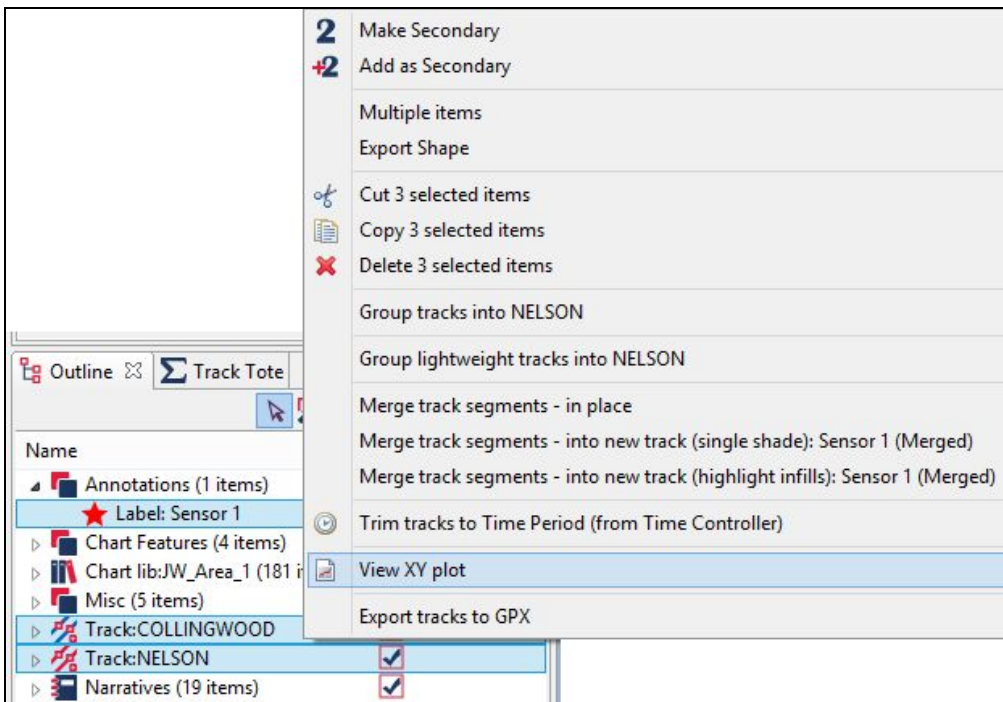 2 Make Secondary
+2 Add as Secondary
Multiple items
Export Shape
Cut 3 selected items
Copy 3 selected items
Delete 3 selected items
Group tracks into NELSON
Group lightweight tracks into NELSON
Merge track segments - in place
Merge track segments - into new track (single shade): Sensor 1 (Merged)
Merge track segments - into new track (highlight infills): Sensor 1 (Merged)
Trim tracks to Time Period (from Time Controller)
View XY plot
Export tracks to GPX
Outline Σ Track Tote
Name
Annotations (1 items)
Label: Sensor 1
Chart Features (4 items)
Chart lib:JW_Area_1 (181 i
Misc (5 items)
Track:COLLINGWOOD
Track:NELSON
Narratives (19 items)